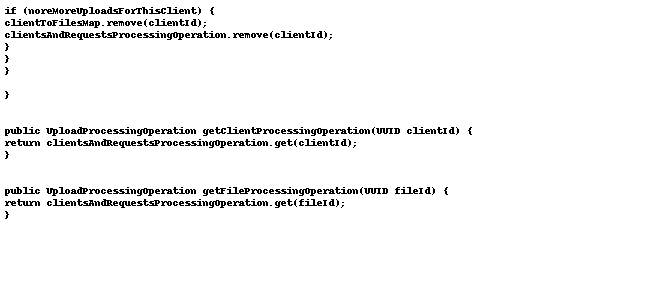 if (noreMoreUploadsForThisClient) {
clientToFilesMap.remove(clientId);
clientsAndRequestsProcessingOperation.remove(clientId);
}
}
}
}
public UploadProcessingOperation getClientProcessingOperation(UUID clientId) {
return clientsAndRequestsProcessingOperation.get(clientId);
}
public UploadProcessingOperation getFileProcessingOperation(UUID fileId) {
return clientsAndRequestsProcessingOperation.get(fileId);
}